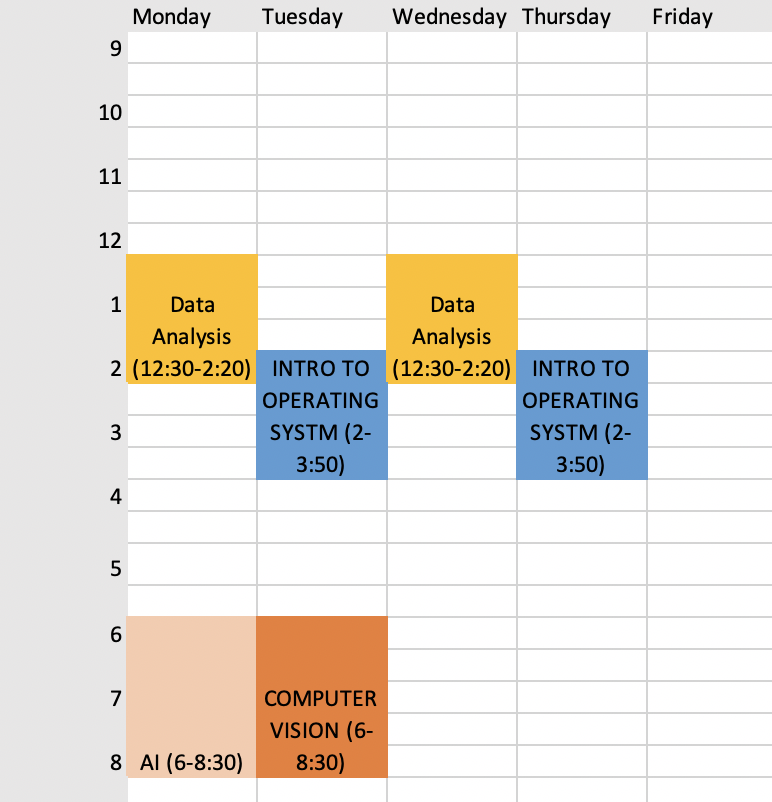 Monday Tuesday Wednesday Thursday Friday
9
10
11
12
1
2
3
4
5
6
7
8
Data
Analysis
(12:30-2:20)
INTRO TO
OPERATING
SYSTM (2-
3:50)
Data
Analysis
(12:30-2:20)
INTRO TO
OPERATING
SYSTM (2-
3:50)
AI (6-8:30)
COMPUTER
VISION (6-
8:30)